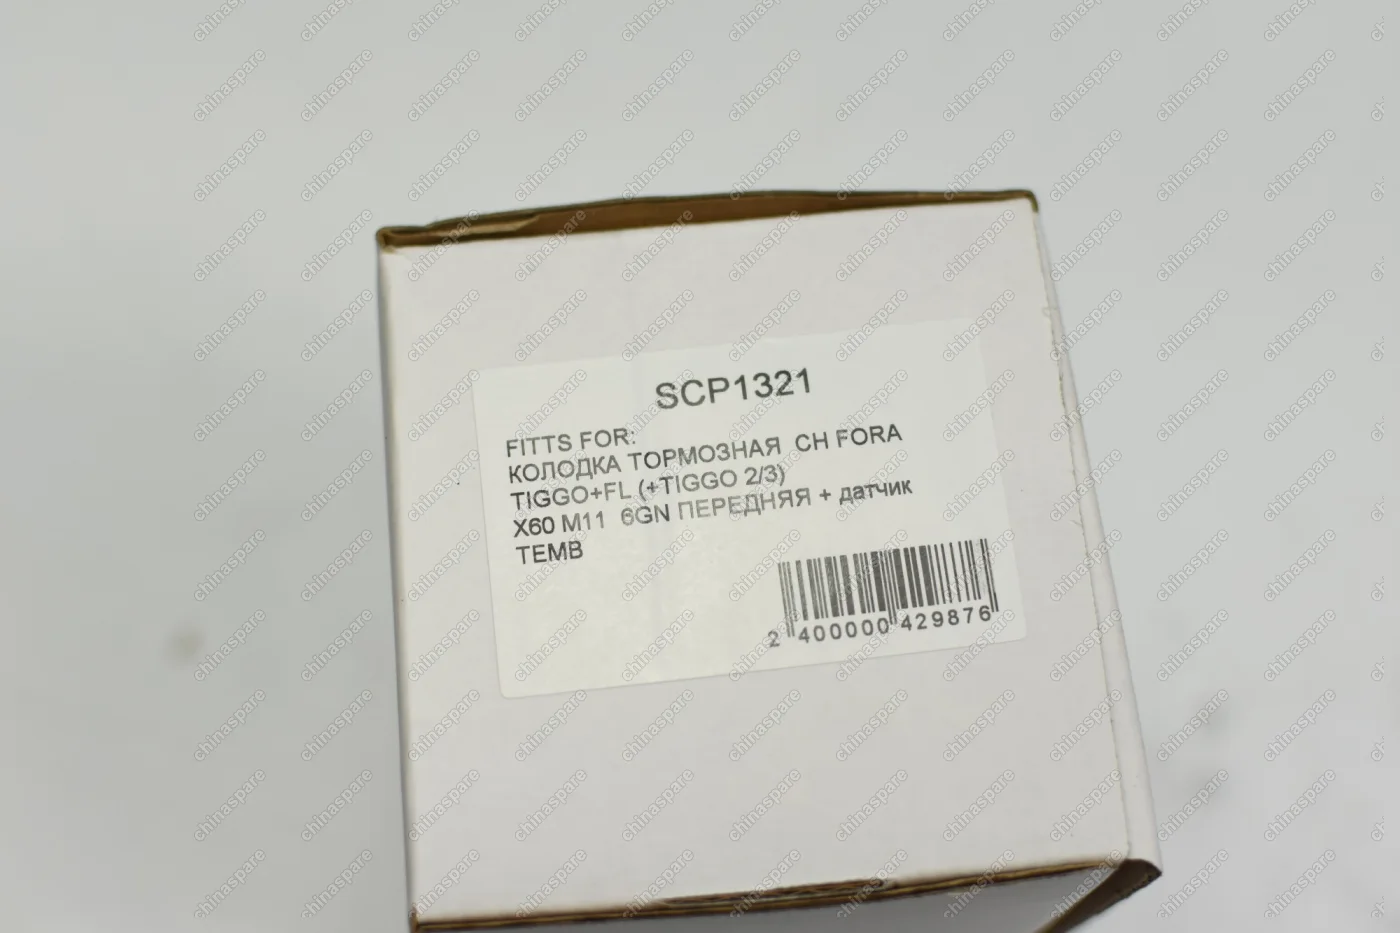 SCP1321
FITTS FOR:
КОЛОДКА ТОРМОЗНАЯ CH FORA
TIGGO+FL (+TIGGO 2/3)
X60 M11 6GN ПЕРЕДНЯЯ + датчик
TEMB
2 400000 429876
chinaspare